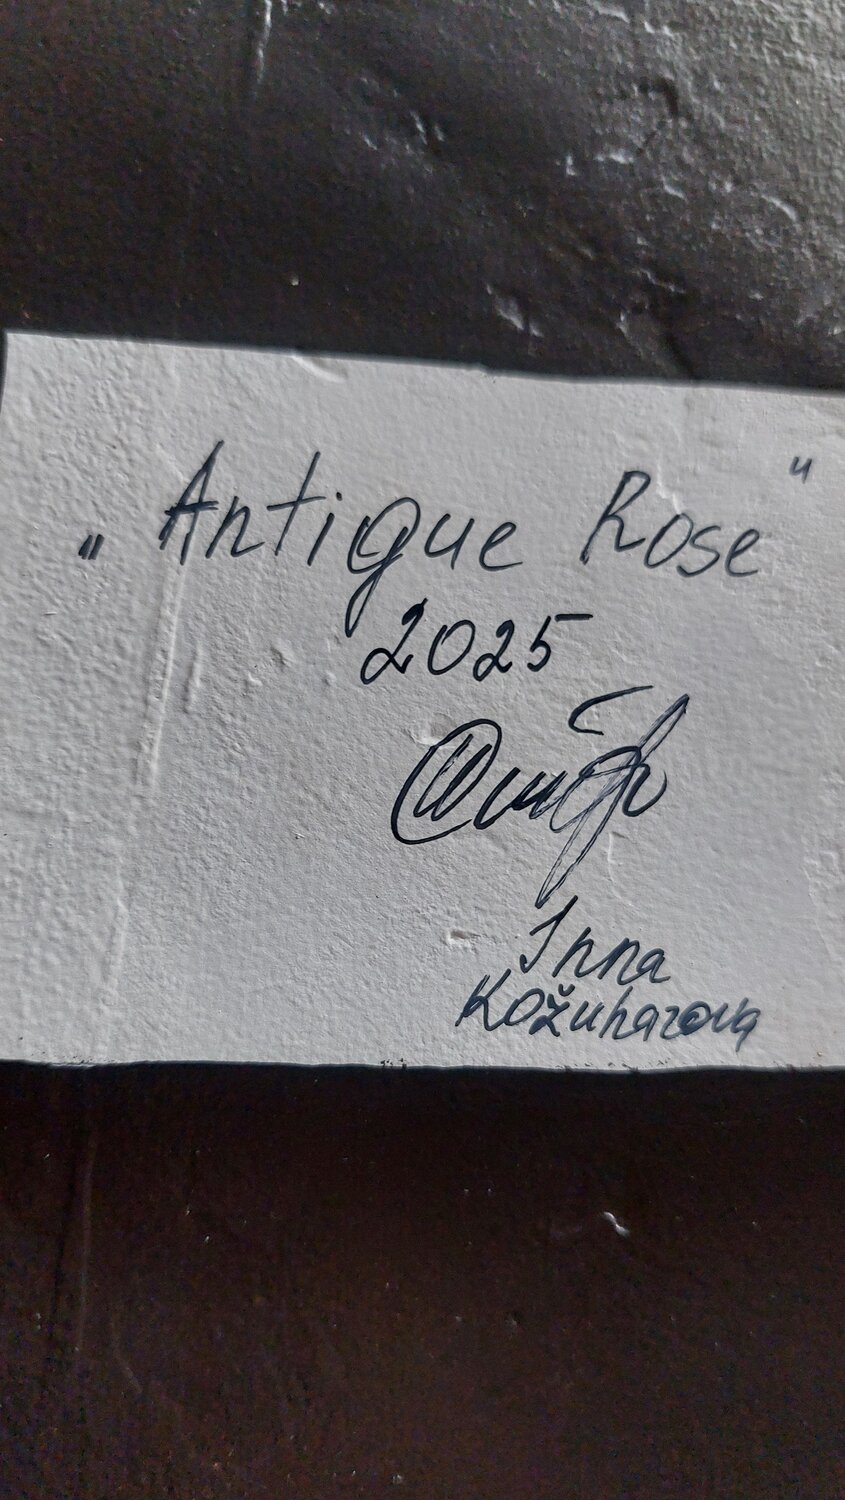 „Antique Rose"
2025
Inna
Kožuharova